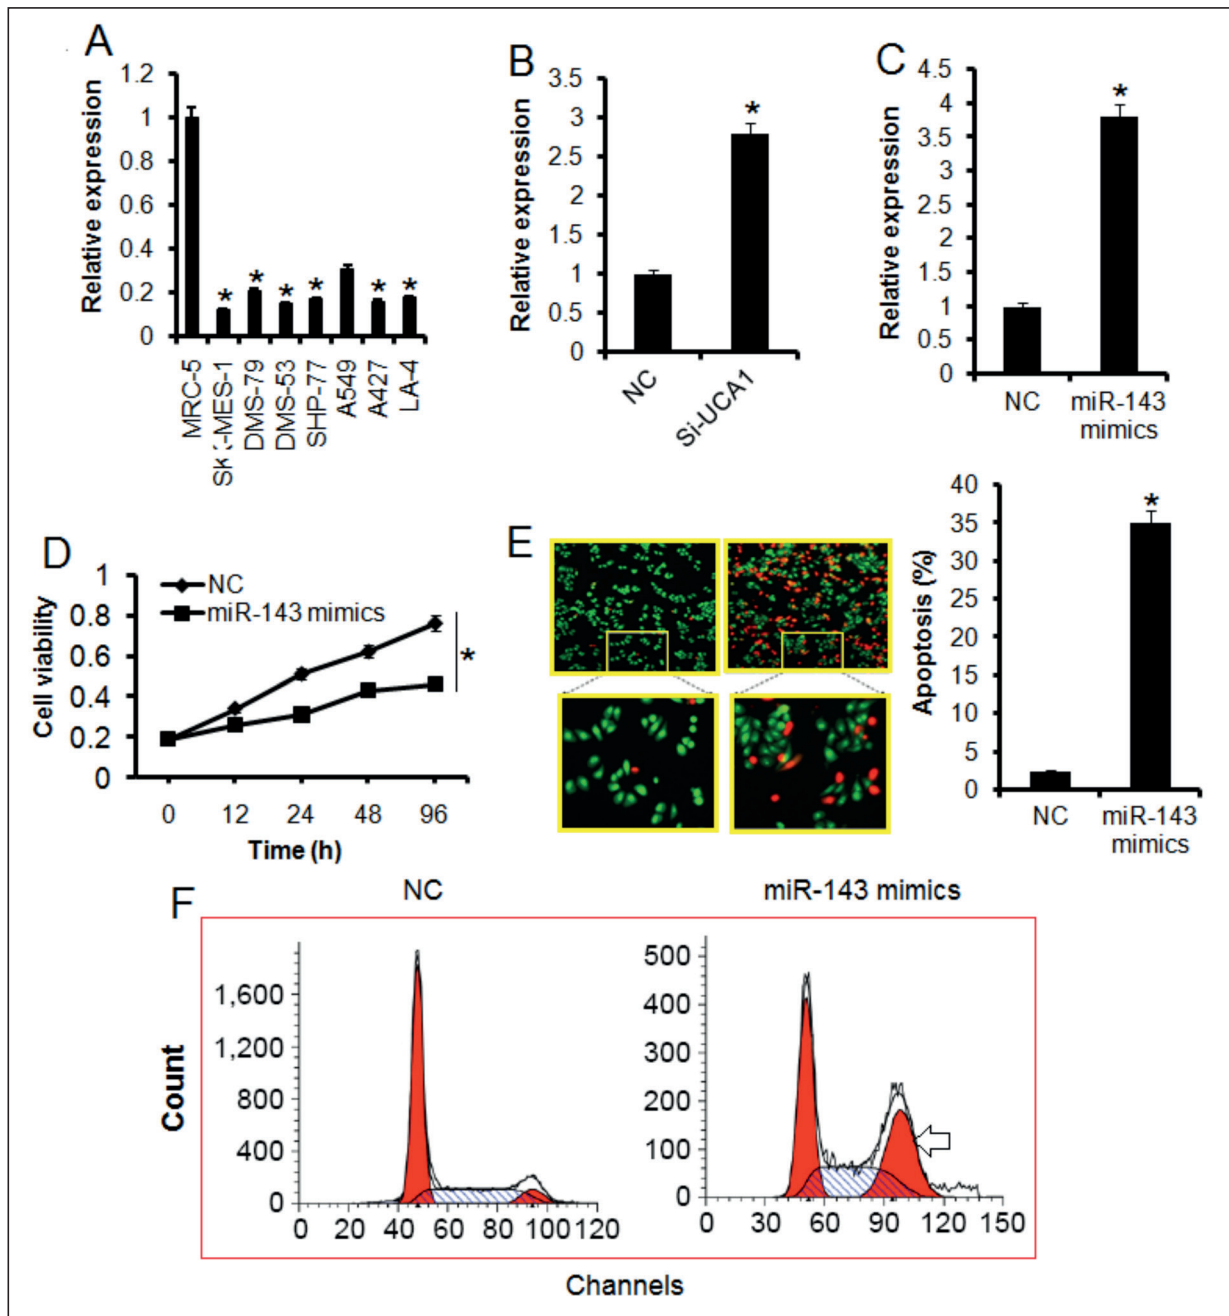 A
Relative expression
1.2
1
0.8
0.6
0.4
0.2
0
* * * * * *
MRC-5
SK-MES-1
DMS-79
DMS-53
SHP-77
A549
A427
LA-4
B
Relative expression
3.5
3
2.5
2
1.5
1
0.5
0
*
NC
Si-UCA1
C
Relative expression
4.5
4
3.5
3
2.5
2
1.5
1
0.5
0
*
NC
miR-143
mimics
D
Cell viability
1
0.8
0.6
0.4
0.2
0
NC
miR-143 mimics
*
0 12 24 48 96
Time (h)
E
Apoptosis (%)
40
35
30
25
20
15
10
5
0
*
NC
miR-143
mimics
F
NC
miR-143 mimics
Count
1,600
1,200
800
400
0
0 20 40 60 80 100 120
500
400
300
200
100
0
0 30 60 90 120 150
Channels